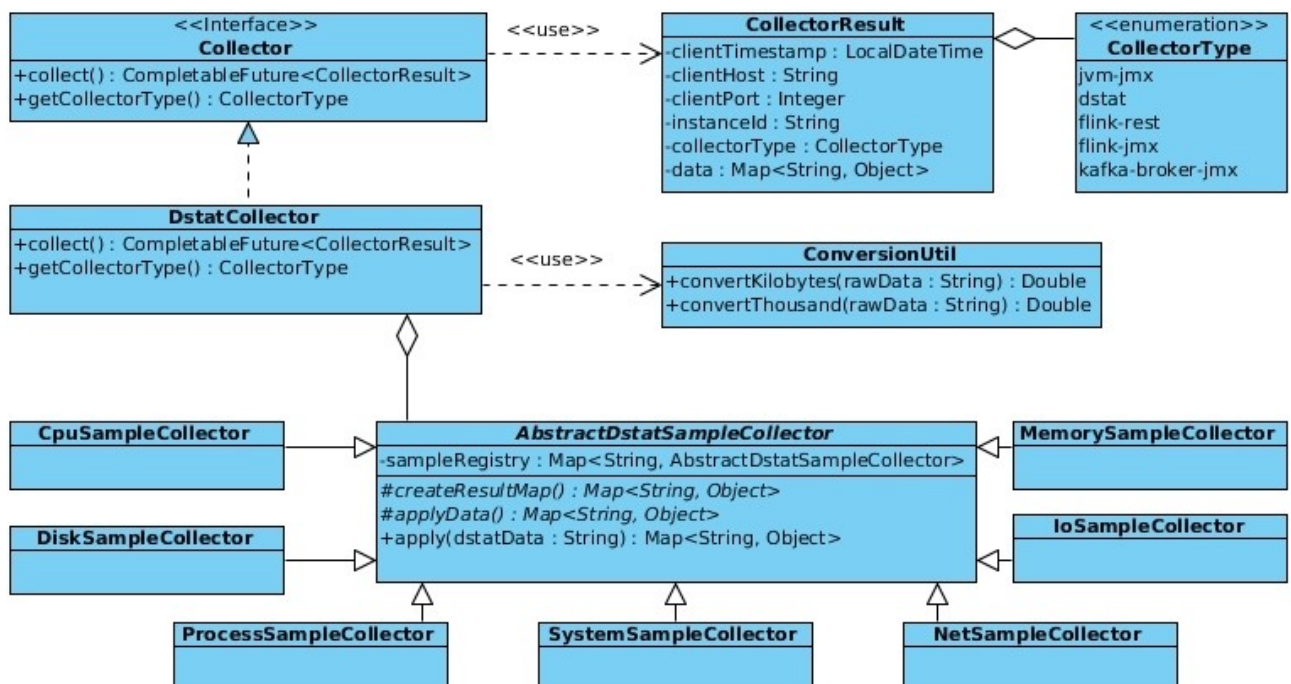 <<Interface>>
Collector
+collect() : CompletableFuture<CollectorResult>
+getCollectorType() : CollectorType
<<use>>
CollectorResult
-clientTimestamp : LocalDateTime
-clientHost : String
-clientPort : Integer
-instanceId : String
-collectorType : CollectorType
-data : Map<String, Object>
<<enumeration>>
CollectorType
jvm-jmx
dstat
flink-rest
flink-jmx
kafka-broker-jmx
DstatCollector
+collect() : CompletableFuture<CollectorResult>
+getCollectorType() : CollectorType
<<use>>
ConversionUtil
+convertKilobytes(rawData : String) : Double
+convertThousand(rawData : String) : Double
CpuSampleCollector
AbstractDstatSampleCollector
-sampleRegistry : Map<String, AbstractDstatSampleCollector>
#createResultMap() : Map<String, Object>
#applyData() : Map<String, Object>
+apply(dstatData : String) : Map<String, Object>
MemorySampleCollector
DiskSampleCollector
IoSampleCollector
ProcessSampleCollector
SystemSampleCollector
NetSampleCollector